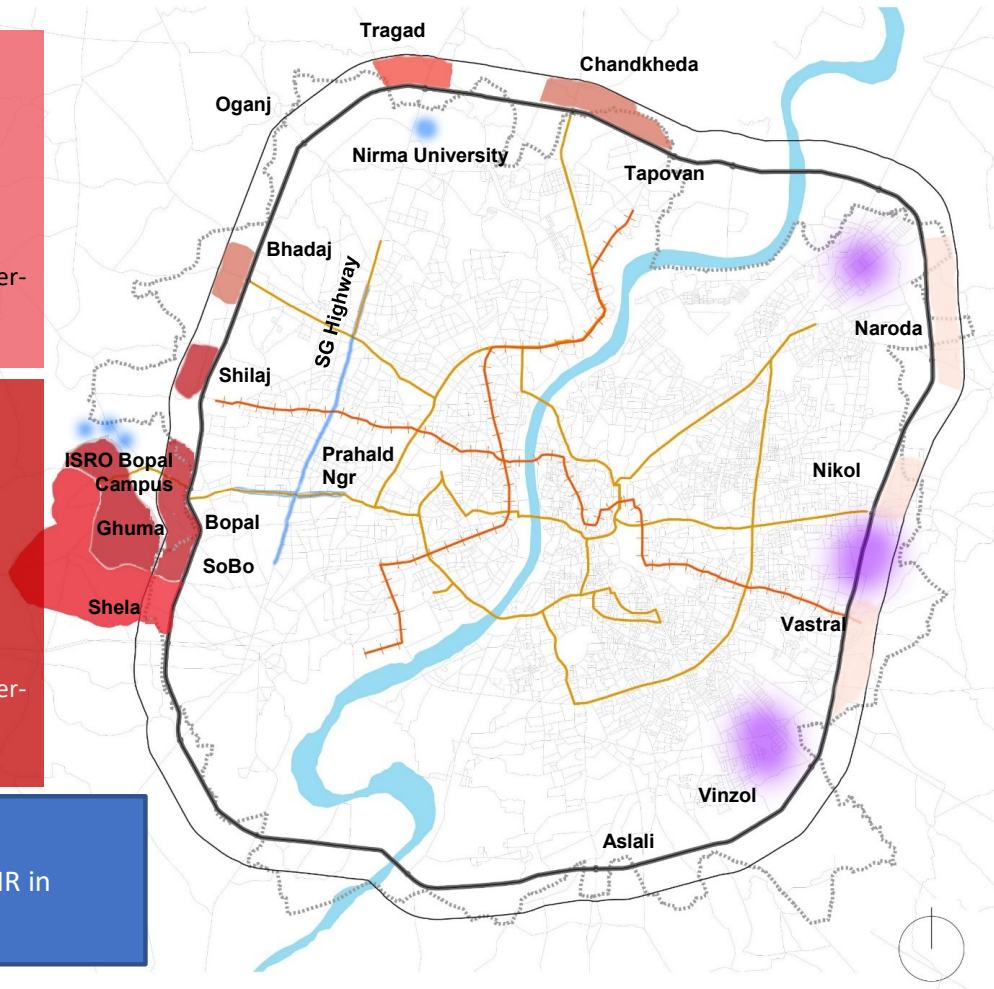 Tragad
Chandkheda
Oganj
Nirma University
Tapovan
Bhadaj
SG Highway
er-
Naroda
Shilaj
Prahald
Ngr
ISRO Bopal
Campus
Nikol
Ghuma
Bopal
SoBo
Shela
Vastral
er-
Vinzol
Aslali
IR in